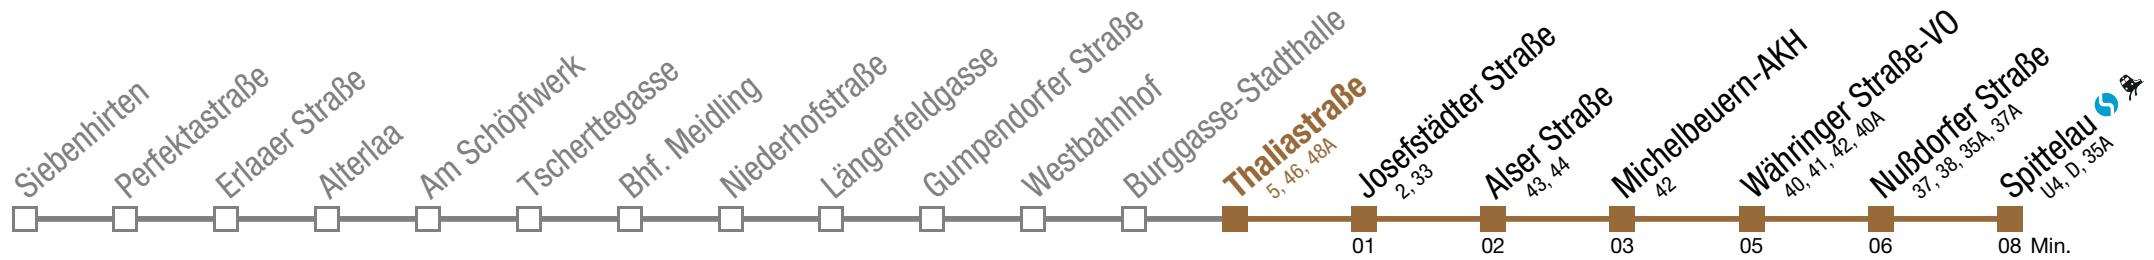 Siebenhirten
Perfektastraße
Erlaaer Straße
Alterlaa
Am Schöpfwerk
Tscherttegasse
Bhf. Meidling
Niederhofstraße
Längenfeldgasse
Gumpendorfer Straße
Westbahnhof
Burggasse-Stadthalle
Thaliastraße
5, 46, 48A
Josefstädter Straße
2, 33
Alser Straße
43, 44
Michelbeuern-AKH
42
Währinger Straße-VO
40, 41, 42, 40A
Nußdorfer Straße
37, 38, 35A, 37A
Spittelau
U4, D, 35A
01 02 03 05 06 08 Min.